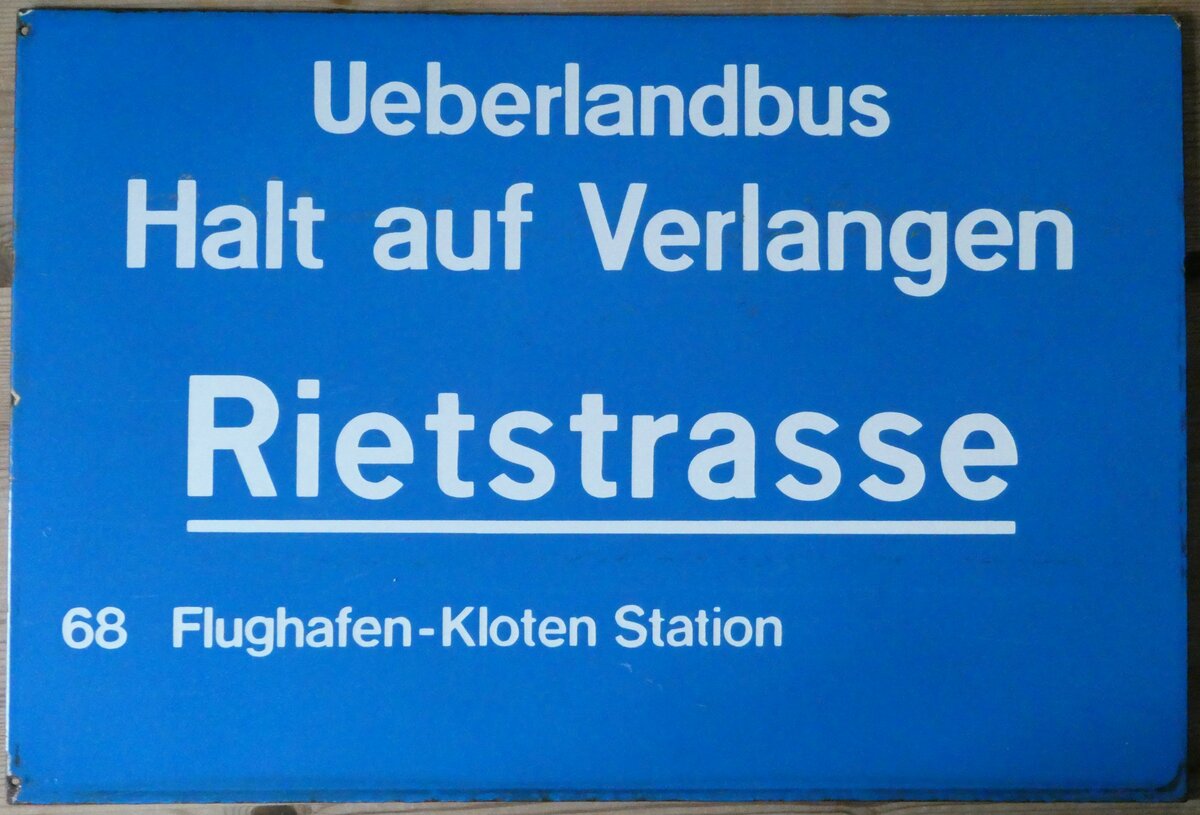 Ueberlandbus
Halt auf Verlangen
Rietstrasse
68 Flughafen-Kloten Station